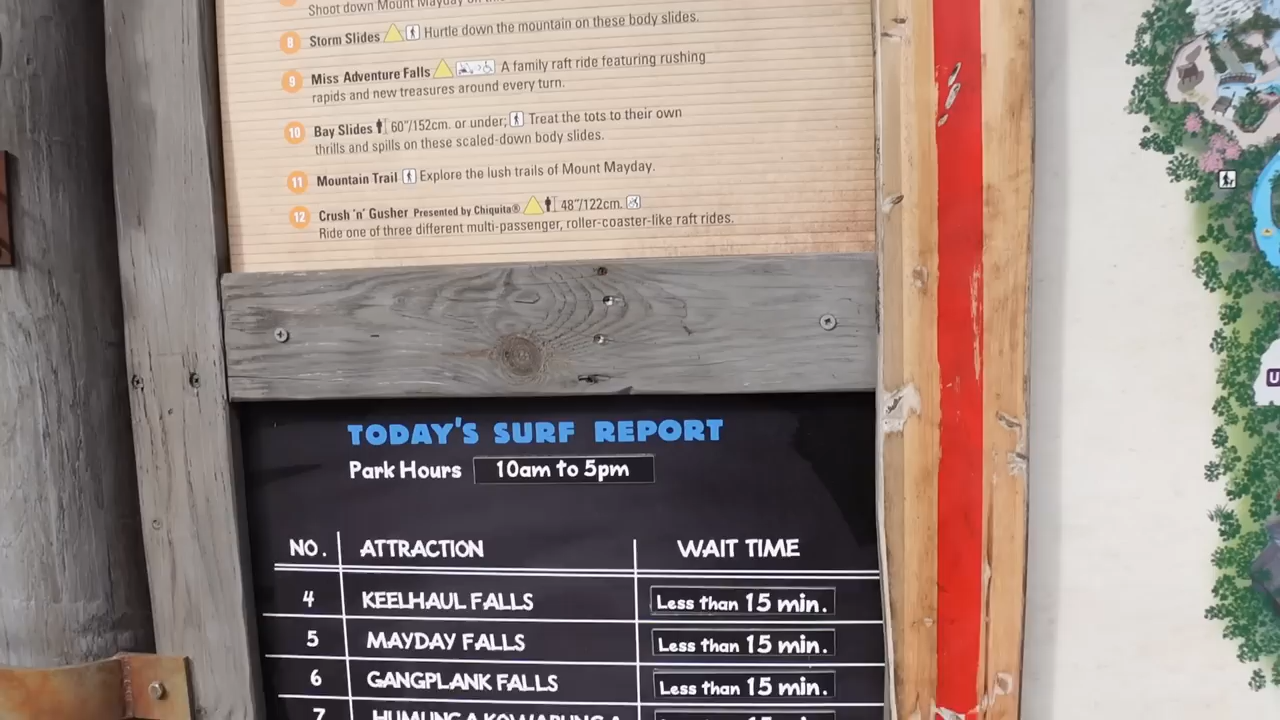 Shoot down Mount Mayday on
8 Storm Slides Hurtle down the mountain on these body slides.
9 Miss Adventure Falls A family raft ride featuring rushing
rapids and new treasures around every turn.
10 Bay Slides 60"/152cm. or under; Treat the tots to their own
thrills and spills on these scaled-down body slides.
11 Mountain Trail Explore the lush trails of Mount Mayday.
12 Crush 'n' Gusher Presented by Chiquita® 48"/122cm.
Ride one of three different multi-passenger, roller-coaster-like raft rides.
TODAY'S SURF REPORT
Park Hours 10am to 5pm
NO. ATTRACTION WAIT TIME
4 KEELHAUL FALLS Less than 15 min.
5 MAYDAY FALLS Less than 15 min.
6 GANGPLANK FALLS Less than 15 min.
7 HUMUNGA KOWABUNGA